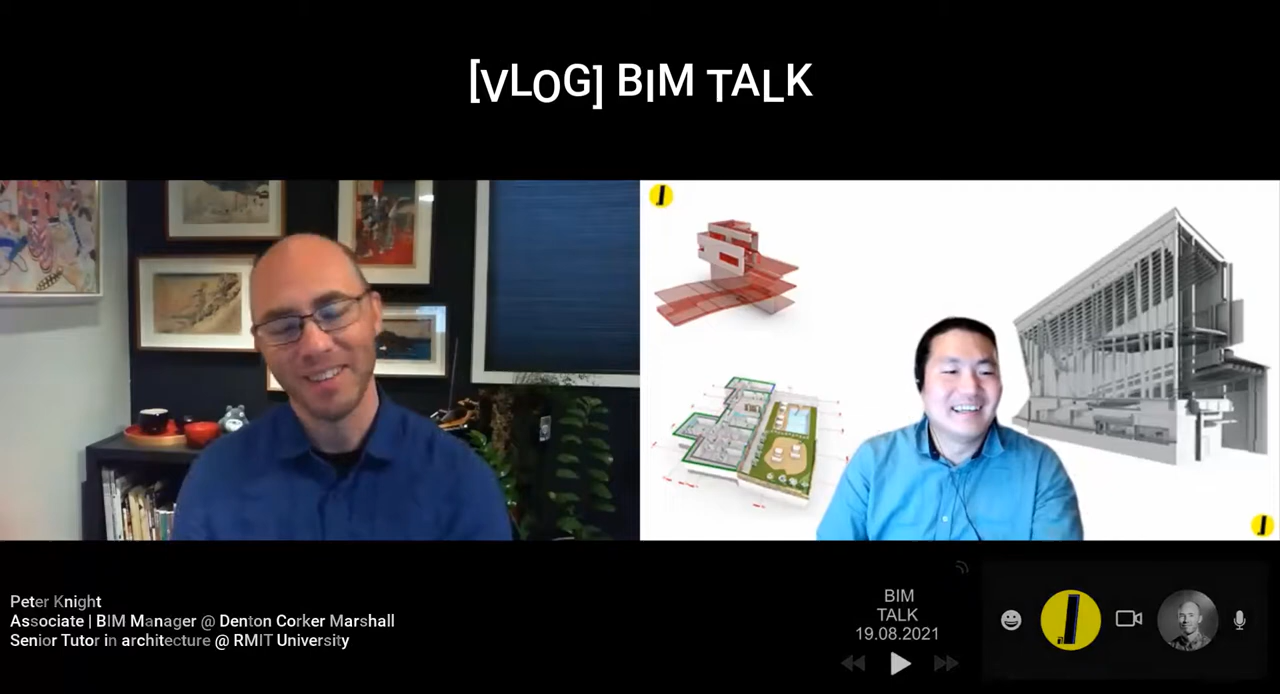 [VLOG] BIM TALK
Peter Knight
Associate | BIM Manager @ Denton Corker Marshall
Senior Tutor in architecture @ RMIT University
BIM
TALK
19.08.2021